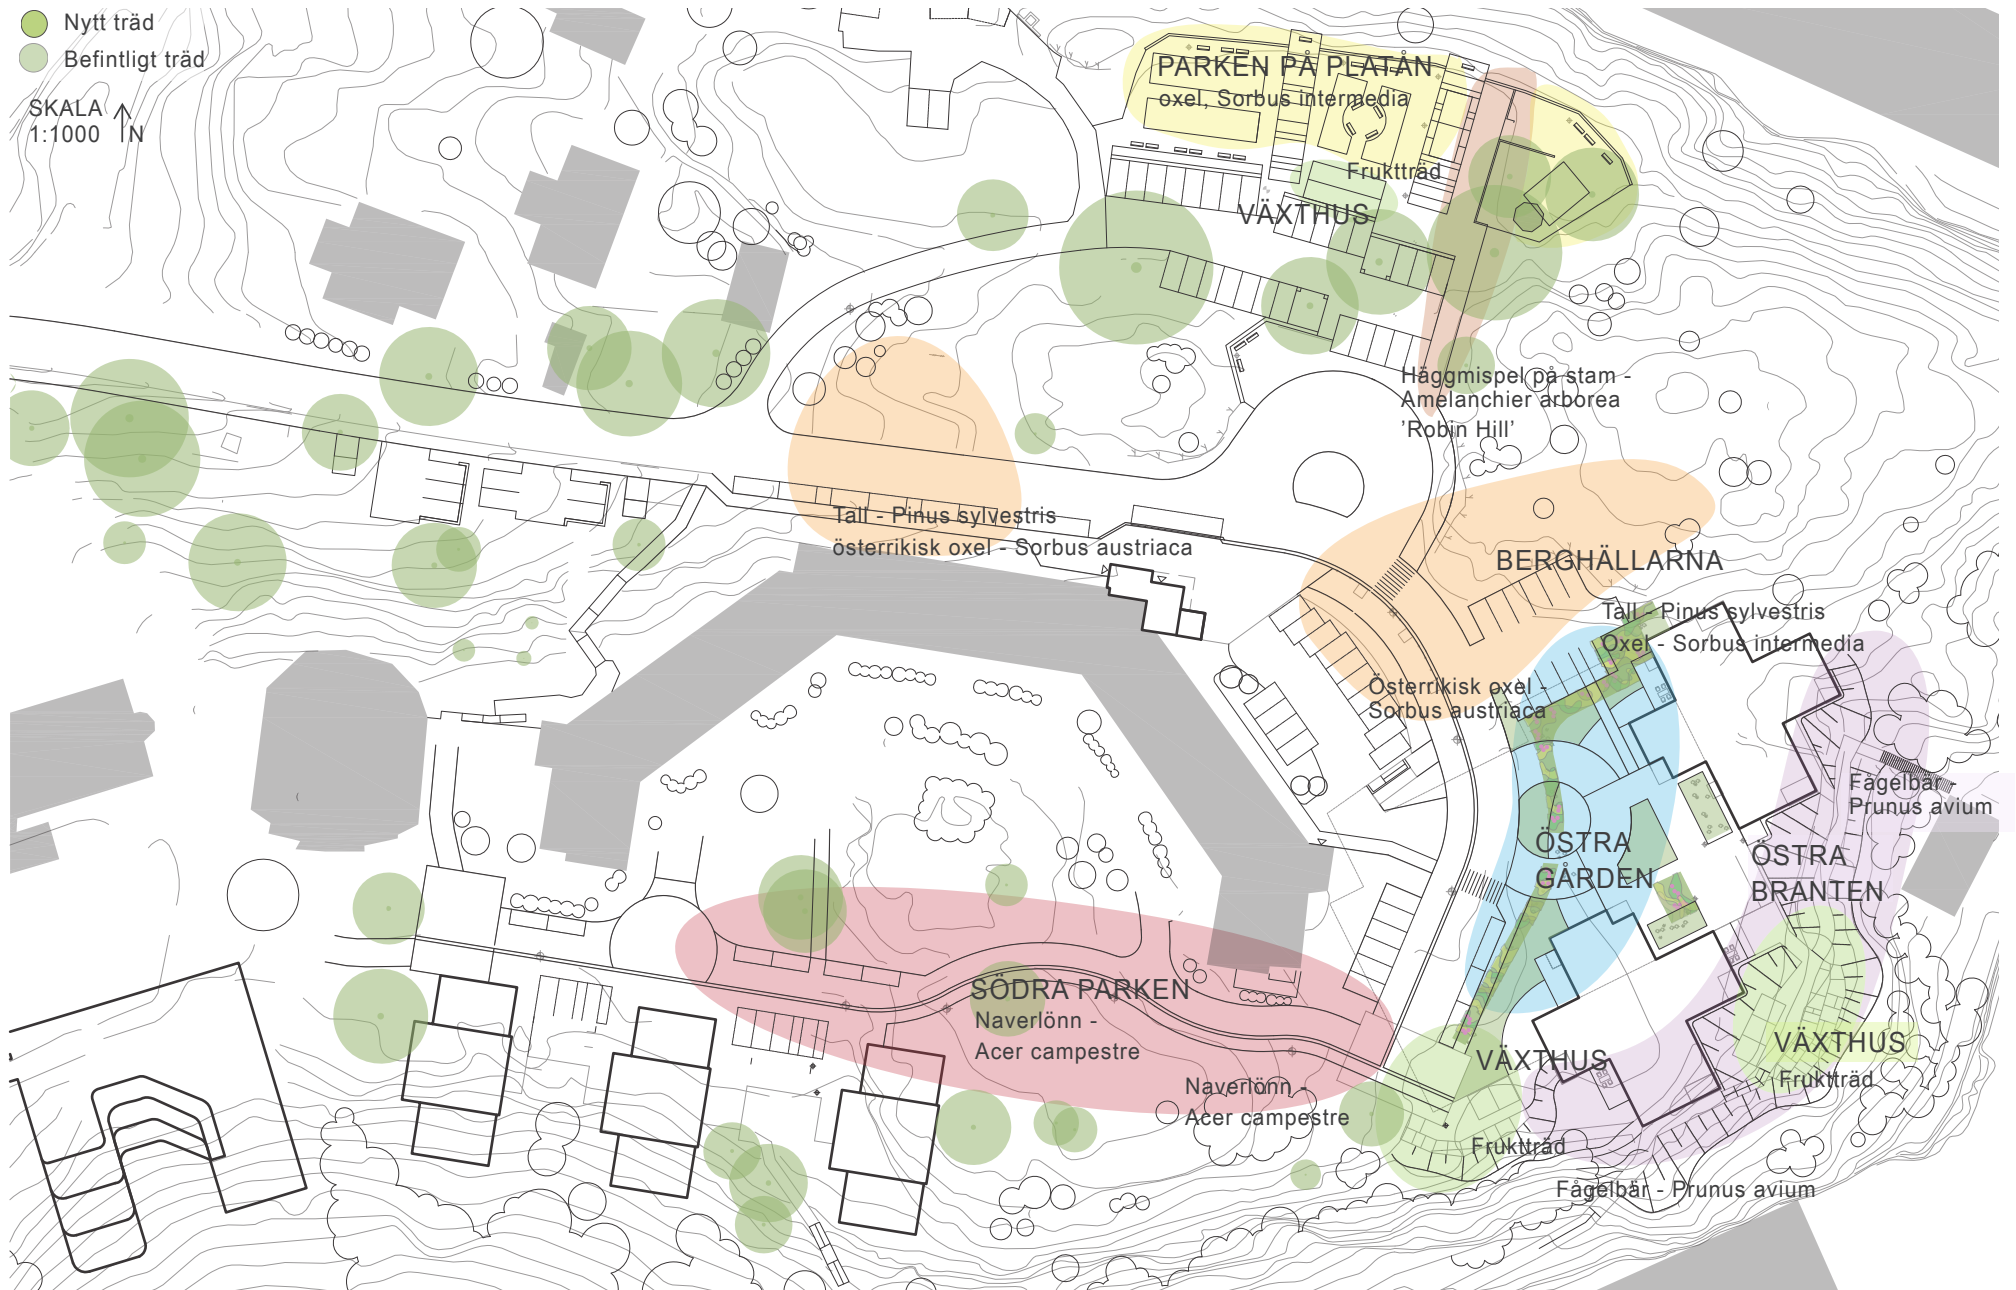 Nytt träd
Befintligt träd
SKALA
1:1000 N
PARKEN PÅ PLATÅN
oxel, Sorbus intermedia
Fruktträd
VÄXTHUS
Häggmispel på stam -
Amelanchier arborea
'Robin Hill'
Tall - Pinus sylvestris
österrikisk oxel - Sorbus austriaca
BERGHÄLLARNA
Tall - Pinus sylvestris
Oxel - Sorbus intermedia
Österrikisk oxel -
Sorbus austriaca
Fågelbär
Prunus avium
ÖSTRA
GÅRDEN
ÖSTRA
BRANTEN
SÖDRA PARKEN
Naverlönn -
Acer campestre
Naverlönn -
Acer campestre
VÄXTHUS
Fruktträd
VÄXTHUS
Fruktträd
Fågelbär - Prunus avium